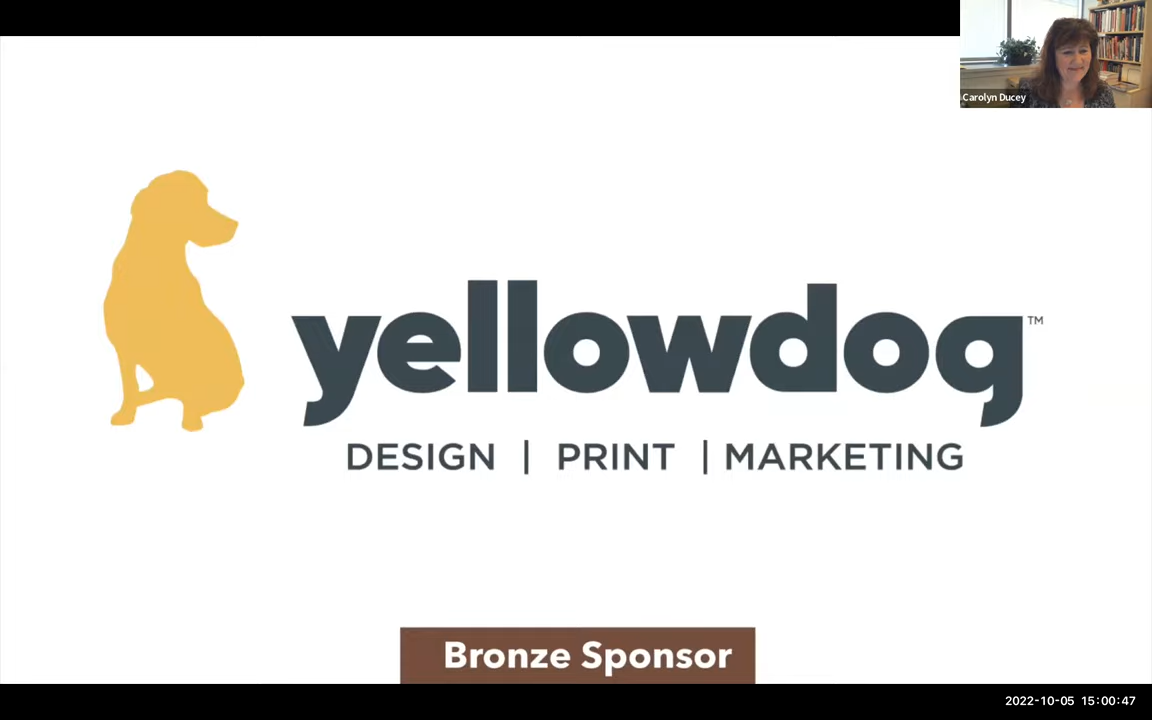 Carolyn Ducey
yellowdog™
DESIGN | PRINT | MARKETING
Bronze Sponsor
2022-10-05 15:00:47